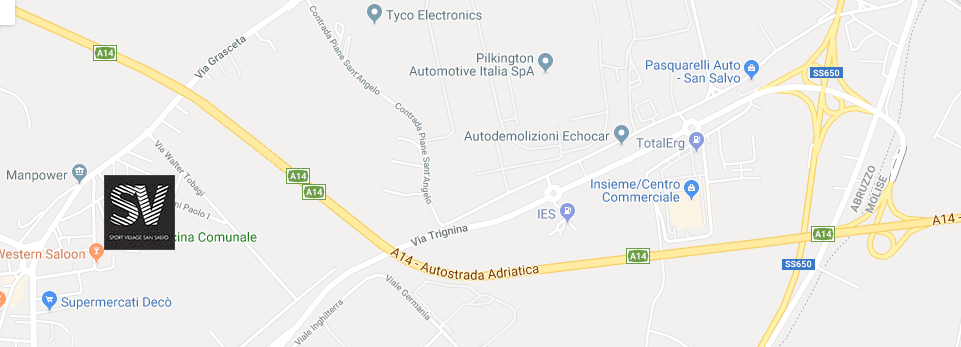 Tyco Electronics
A14
Via Grasceta
Contrada Piane Sant'Angelo
Pilkington
Automotive Italia SpA
Pasquarelli Auto
- San Salvo
SS650
Contrada Piane Sant'Angelo
Autodemolizioni Echocar
TotalErg
Via Walter Tobagi
Manpower
A14
A14
Insieme/Centro
Commerciale
ABRUZZO
MOLISE
ni Paolo I
SV
SPORT VILLAGE SAN SALVO
IES
A14 -
cina Comunale
Via Trignina
A14
Western Saloon
A14 - Autostrada Adriatica
A14
SS650
Supermercati Decò
Viale Inghilterra
Viale Germania